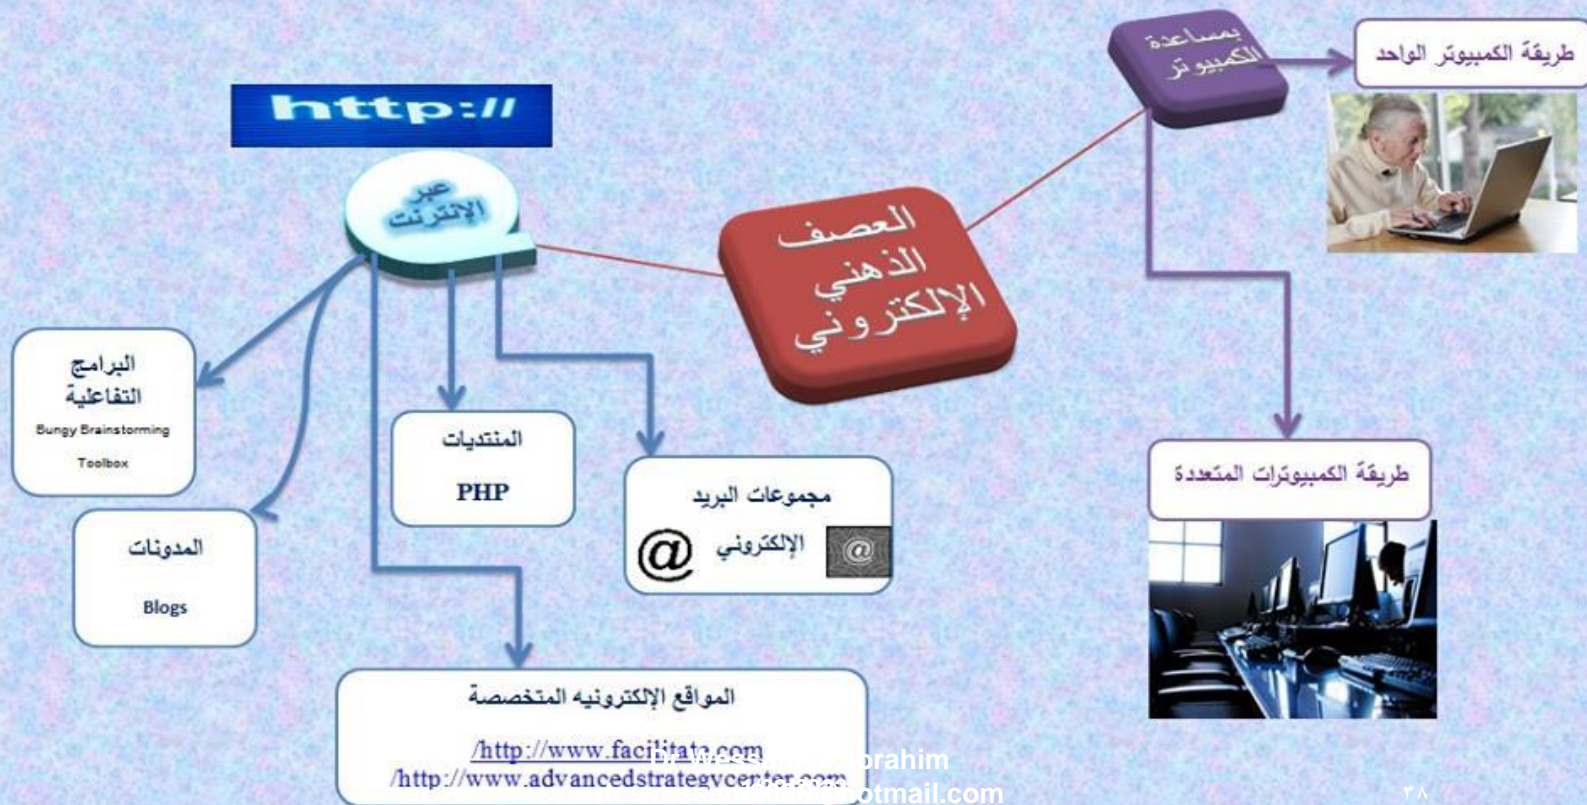 بمساعدة
الكمبيوتر
طريقة الكمبيوتر الواحد
http://
عبر
الإنترنت
العصف
الذهني
الإلكتروني
البرامج
التفاعلية
Bungy Brainstorming
Toolbox
المنتديات
PHP
مجموعات البريد
@ الإلكتروني @
طريقة الكمبيوترات المتعددة
المدونات
Blogs
المواقع الإلكترونيه المتخصصة
/http://www.facilitate.com
/http://www.advancedstrategycenter.com
Dr
hotmail.com
٣٨